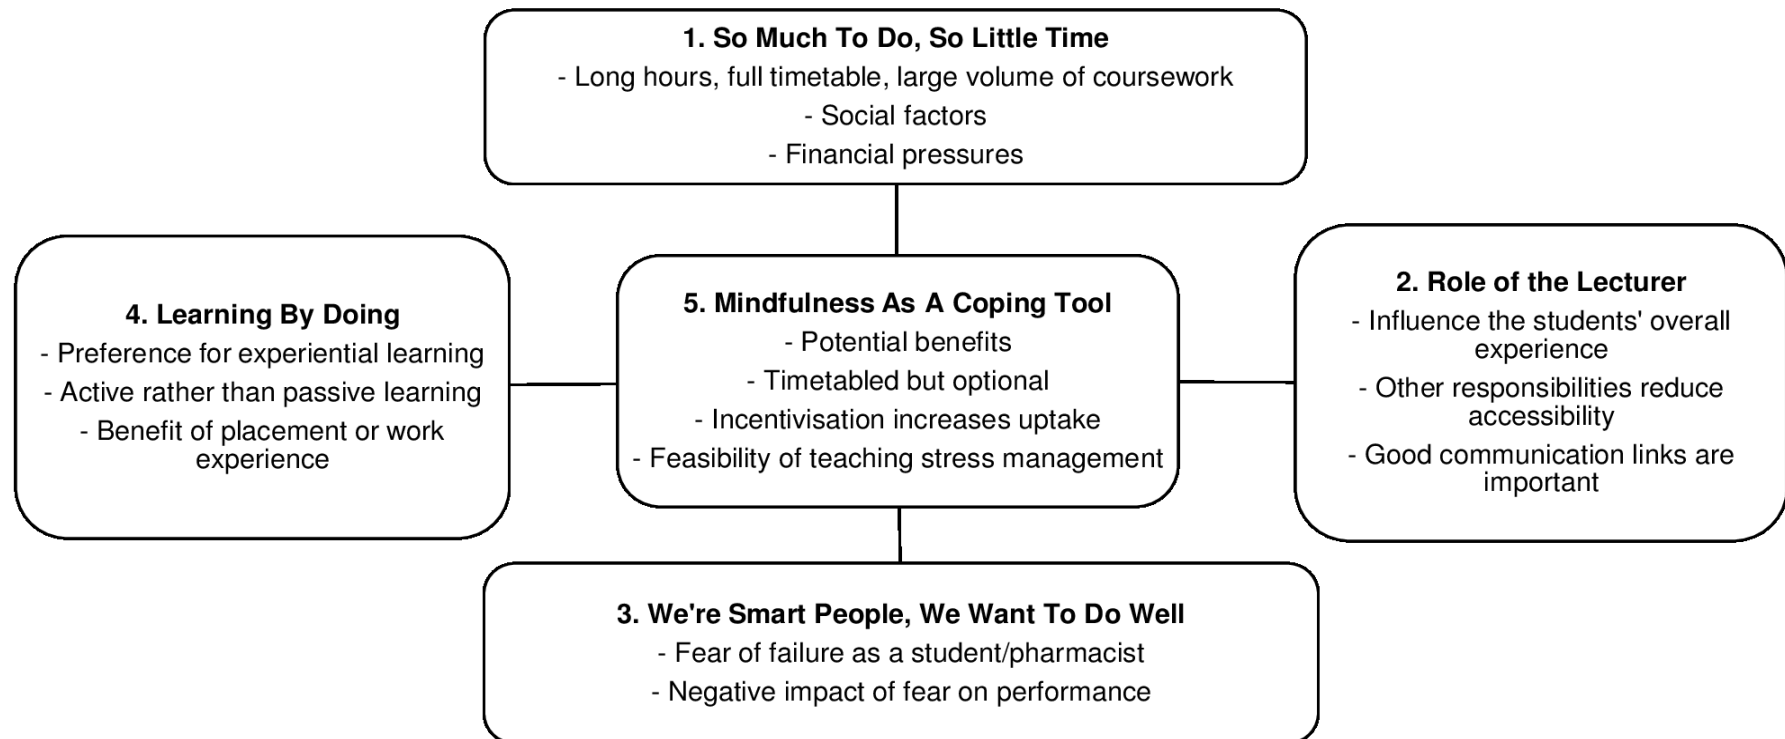 1. So Much To Do, So Little Time
- Long hours, full timetable, large volume of coursework
- Social factors
- Financial pressures
4. Learning By Doing
- Preference for experiential learning
- Active rather than passive learning
- Benefit of placement or work
experience
5. Mindfulness As A Coping Tool
- Potential benefits
- Timetabled but optional
- Incentivisation increases uptake
- Feasibility of teaching stress management
2. Role of the Lecturer
- Influence the students' overall
experience
- Other responsibilities reduce
accessibility
- Good communication links are
important
3. We're Smart People, We Want To Do Well
- Fear of failure as a student/pharmacist
- Negative impact of fear on performance